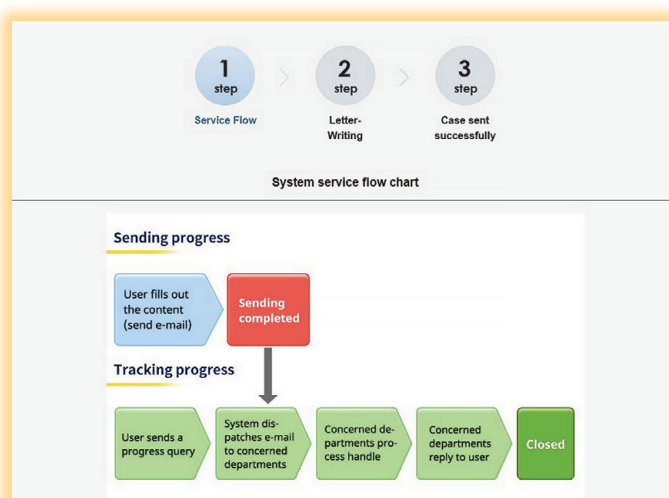 1
step
2
step
3
step
Service Flow
Letter-
Writing
Case sent
successfully
System service flow chart
Sending progress
User fills out
the content
(send e-mail)
Sending
completed
Tracking progress
User sends a
progress query
System dis-
patches e-mail
to concerned
departments
Concerned de-
partments pro-
cess handle
Concerned
departments
reply to user
Closed